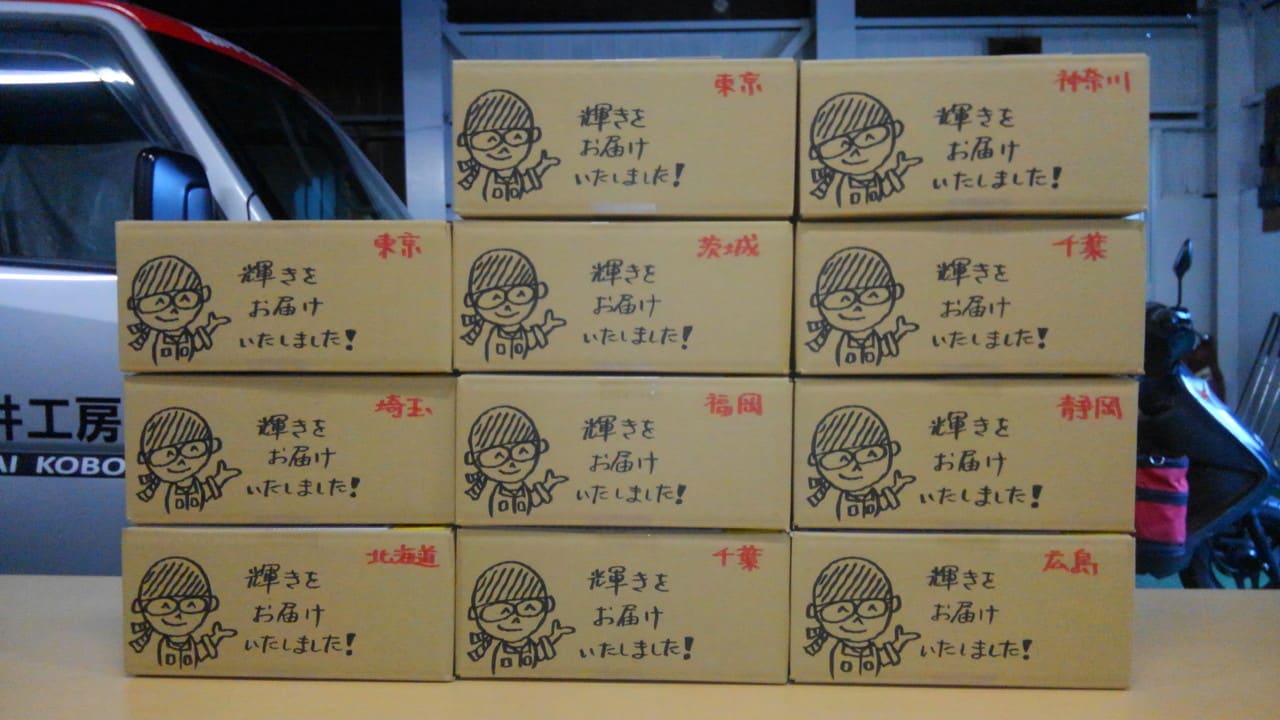 東京
輝きを
お届け
いたしました!
神奈川
輝きを
お届け
いたしました!
東京
輝きを
お届け
いたしました!
茨城
輝きを
お届け
いたしました!
千葉
輝きを
お届け
いたしました!
埼玉
輝きを
お届け
いたしました!
福岡
輝きを
お届け
いたしました!
静岡
輝きを
お届け
いたしました!
北海道
輝きを
お届け
いたしました!
千葉
輝きを
お届け
いたしました!
広島
輝きを
お届け
いたしました!
井工房
AI KOBO